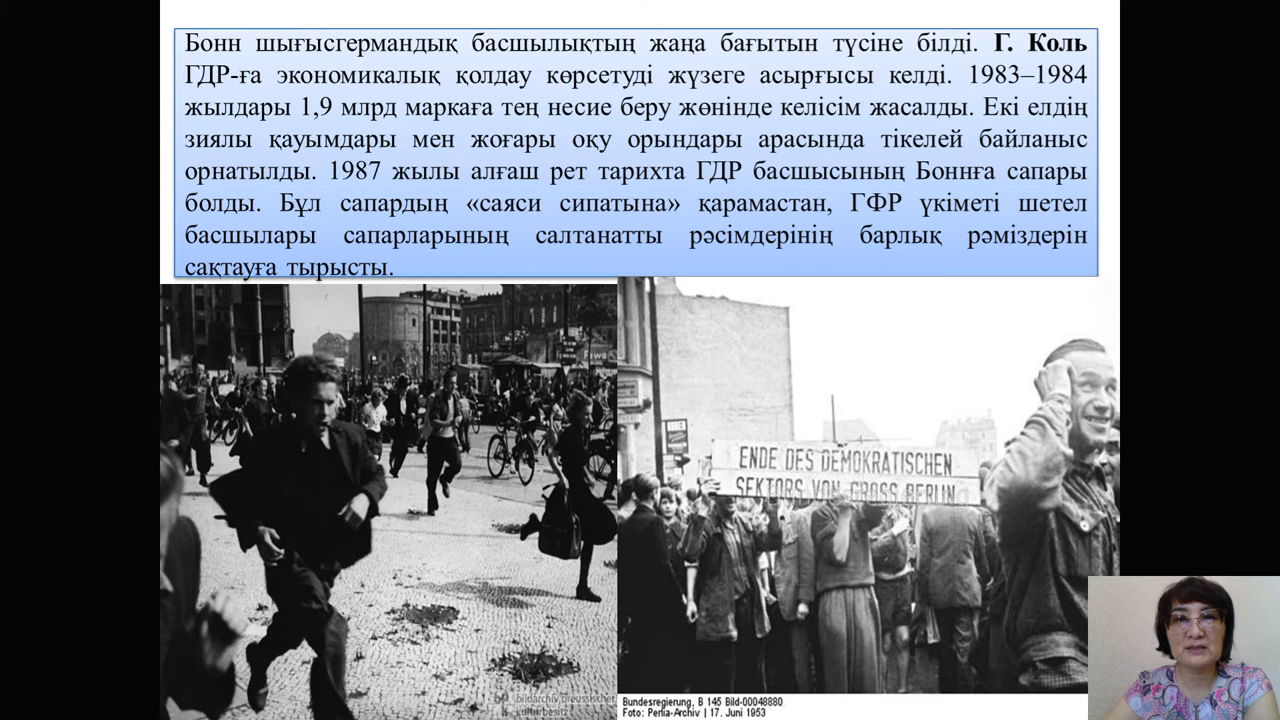 Бонн шығысгермандық басшылықтың жаңа бағытын түсіне білді. Г. Коль
ГДР-ға экономикалық қолдау көрсетуді жүзеге асырғысы келді. 1983–1984
жылдары 1,9 млрд маркаға тең несие беру жөнінде келісім жасалды. Екі елдің
зиялы қауымдары мен жоғары оқу орындары арасында тікелей байланыс
орнатылды. 1987 жылы алғаш рет тарихта ГДР басшысының Боннға сапары
болды. Бұл сапардың «саяси сипатына» қарамастан, ГФР үкіметі шетел
басшылары сапарларының салтанатты рәсімдерінің барлық рәміздерін
сақтауға тырысты.
ENDE DES DEMOKRATISCHEN
SEKTORS VON GROSS BERLIN
bildarchiv preussischer
kulturbesitz
Bundesregierung, B 145 Bild-00048880
Foto: Perlia-Archiv | 17. Juni 1953